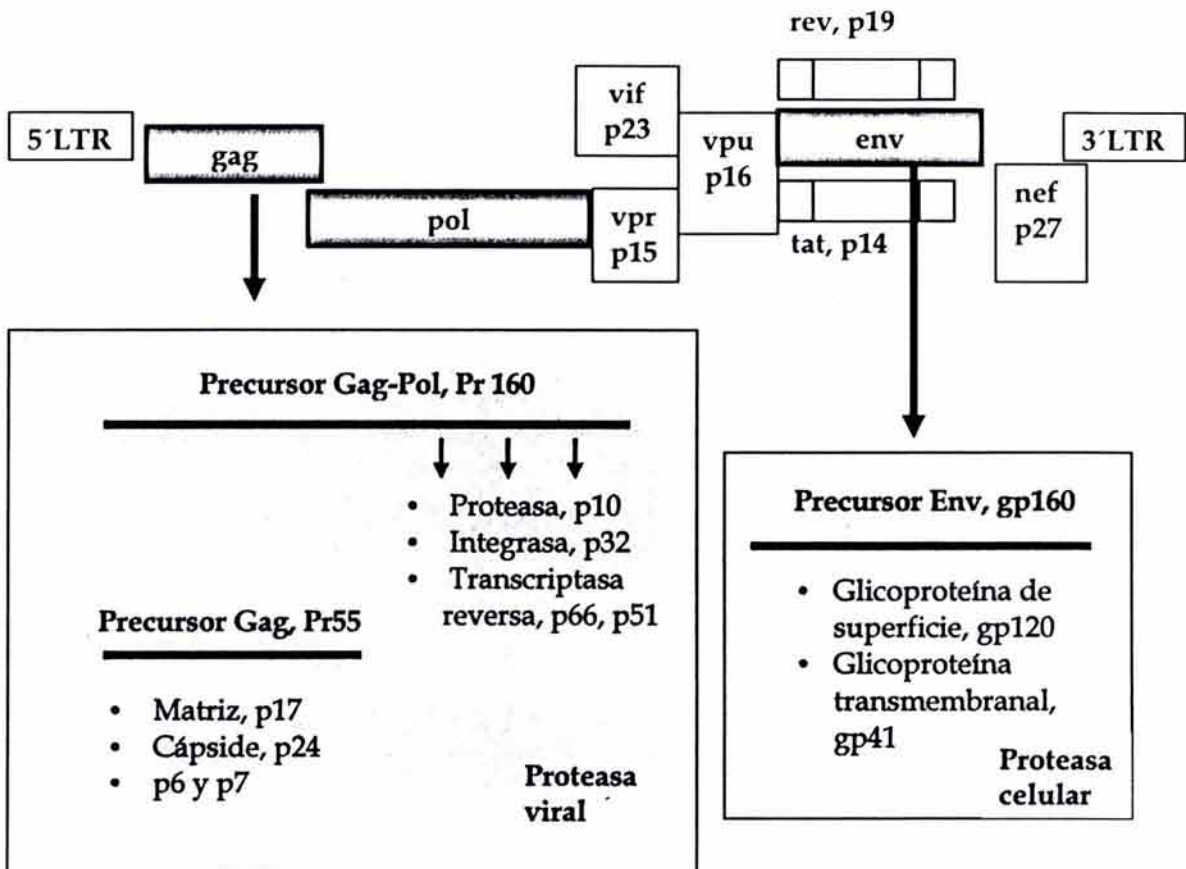 rev, p19
5´LTR
gag
pol
vif
p23
vpr
p15
vpu
p16
env
tat, p14
nef
p27
3´LTR
Precursor Gag-Pol, Pr 160
• Proteasa, p10
• Integrasa, p32
• Transcriptasa
reversa, p66, p51
Precursor Gag, Pr55
• Matriz, p17
• Cápside, p24
• p6 y p7
Proteasa
viral
Precursor Env, gp160
• Glicoproteína de
superficie, gp120
• Glicoproteína
transmembranal,
gp41
Proteasa
celular